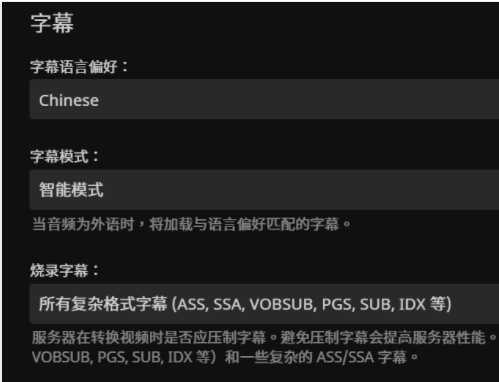 字幕
字幕语言偏好：
Chinese
字幕模式：
智能模式
当音频为外语时，将加载与语言偏好匹配的字幕。
烧录字幕：
所有复杂格式字幕 (ASS, SSA, VOBSUB, PGS, SUB, IDX 等)
服务器在转换视频时是否应压制字幕。避免压制字幕会提高服务器性能。
VOBSUB, PGS, SUB, IDX 等）和一些复杂的 ASS/SSA 字幕。